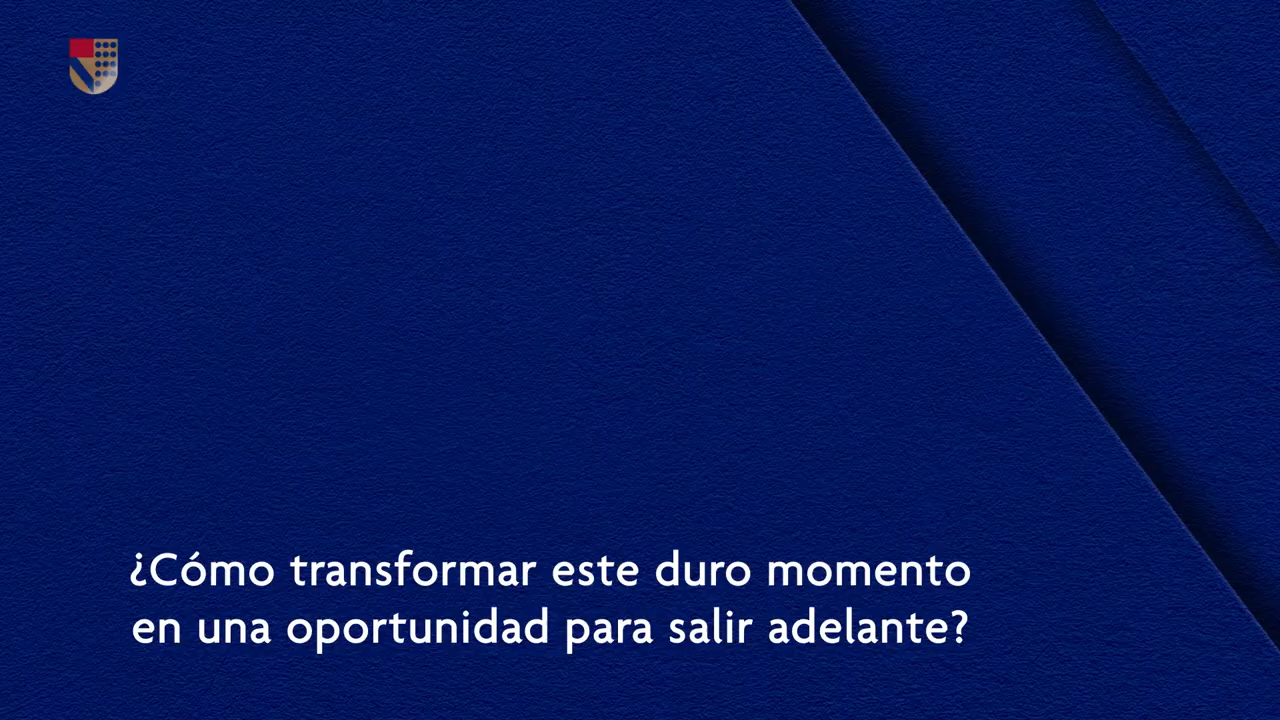 ¿Cómo transformar este duro momento
en una oportunidad para salir adelante?